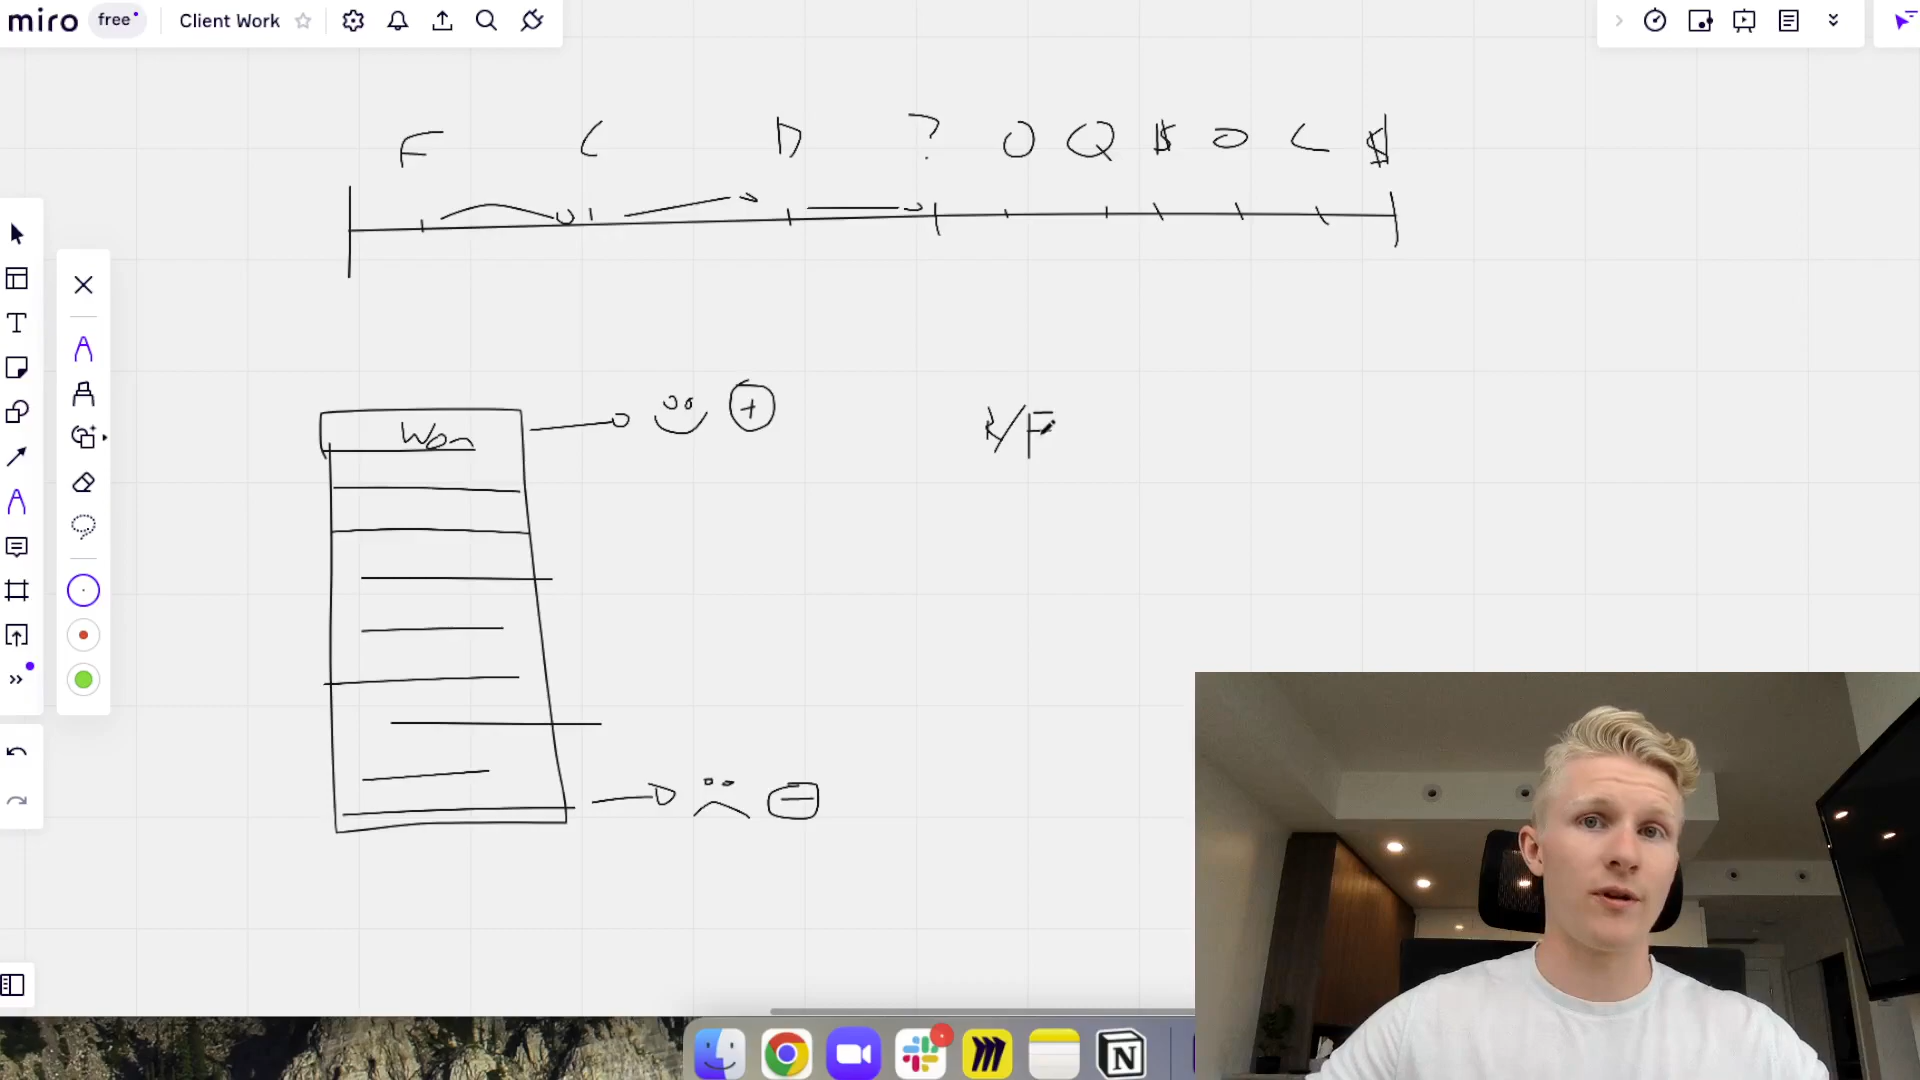 miro free Client Work
F C D ? O Q $ O C $
Won
+